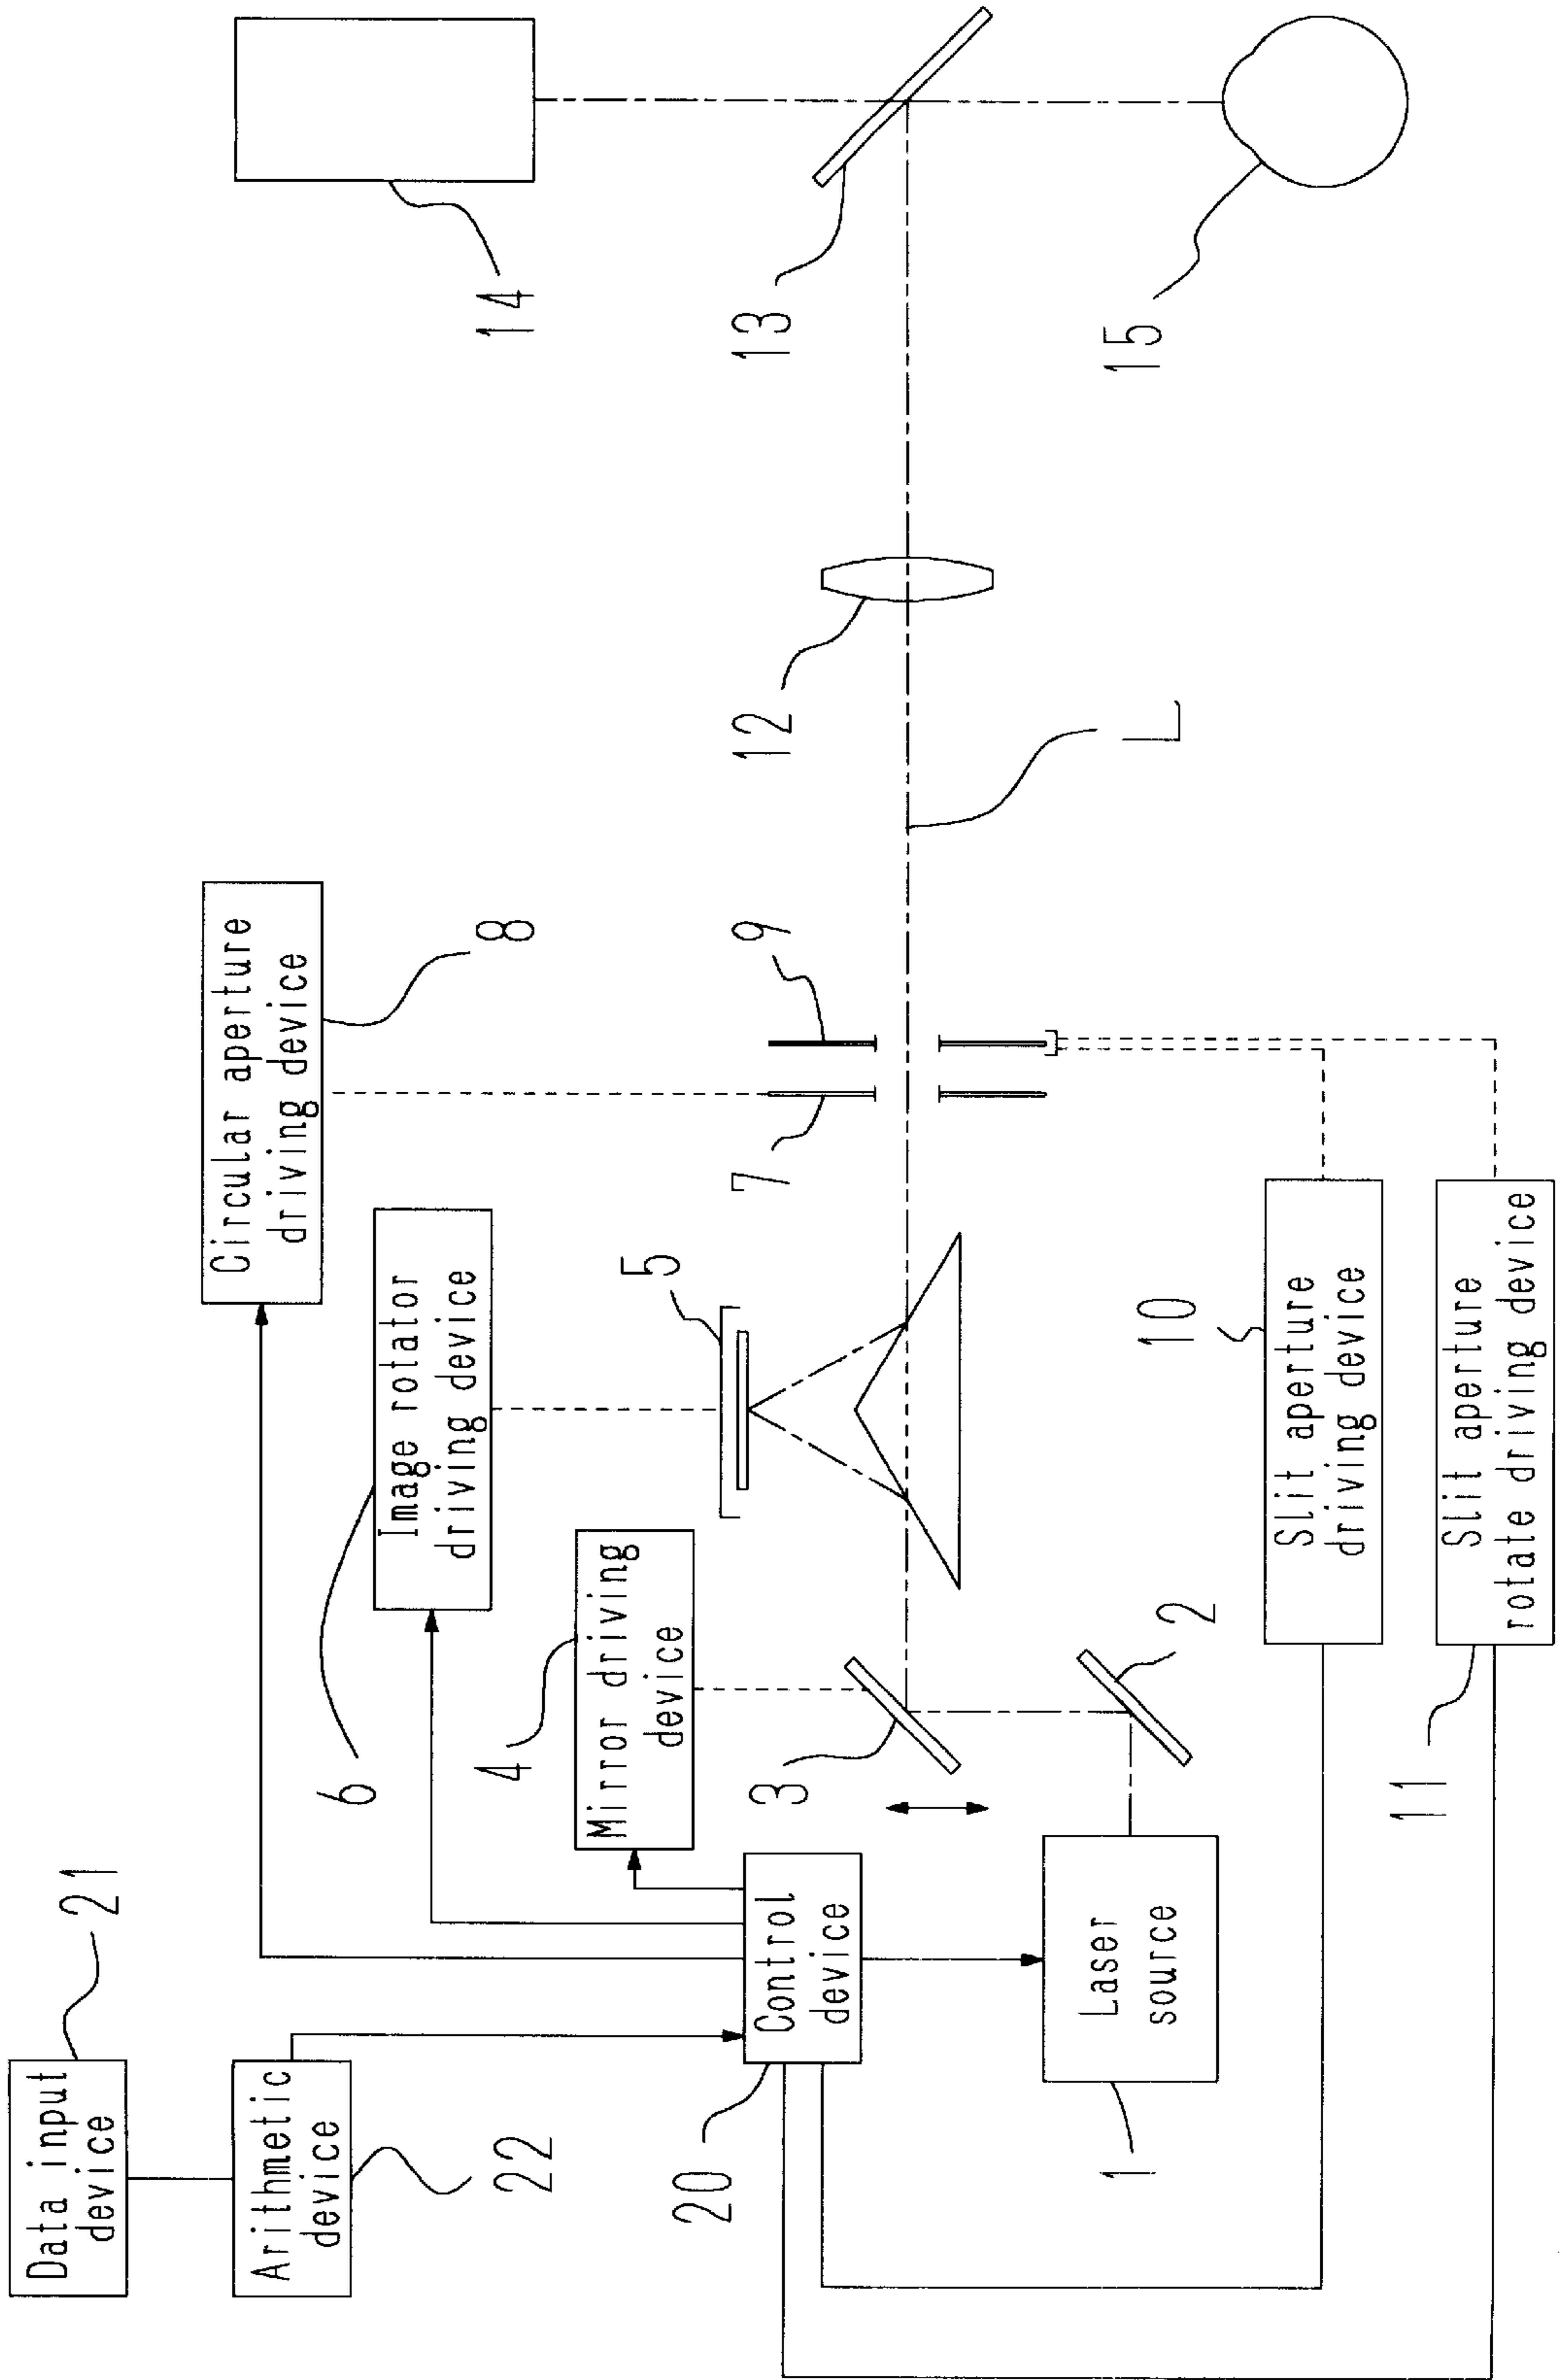 Data input
device
21
Arithmetic
device
22
Circular aperture
driving device
8
Image rotator
driving device
6
Mirror driving
device
4
5
14
Control
device
20
3
7
9
12
13
L
Laser
source
1
2
10
Slit aperture
driving device
15
11
Slit aperture
rotate driving device